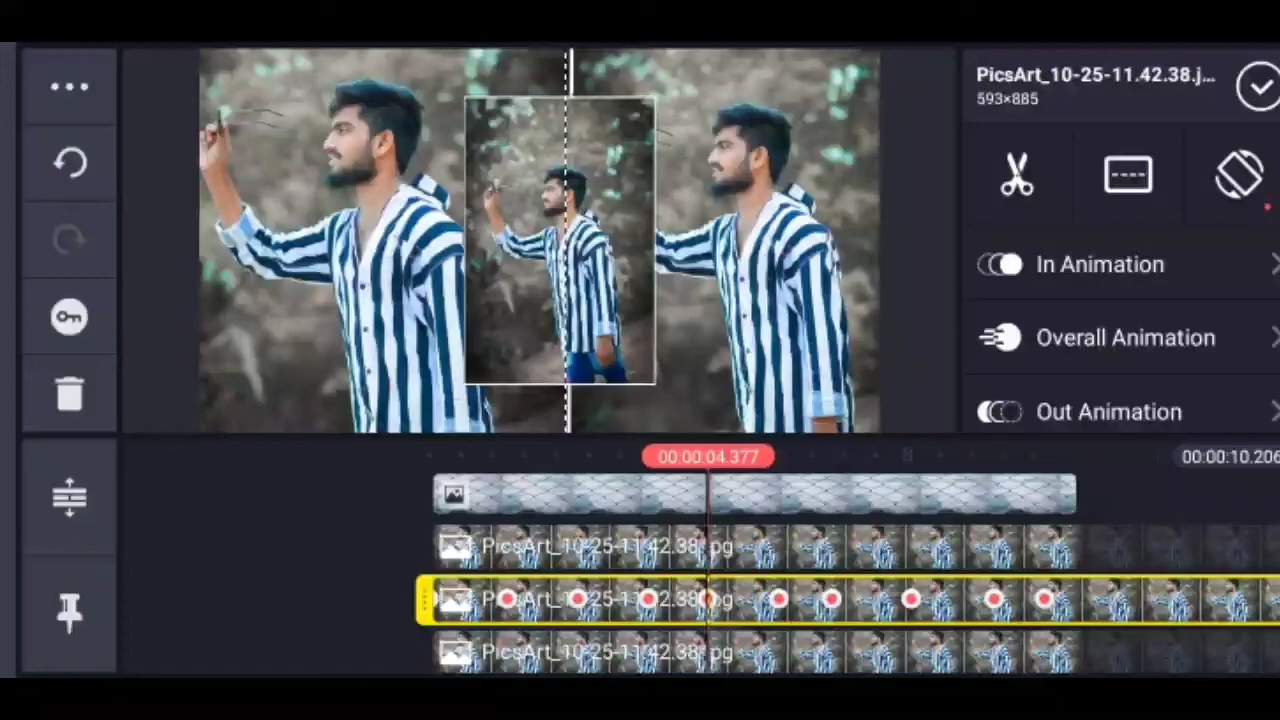 PicsArt_10-25-11.42.38.j...
593×885
In Animation
Overall Animation
Out Animation
00:00:04.377
00:00:10.206
PicsArt_10-25-11.42.38.jpg
PicsArt_10-25-11.42.38.jpg
PicsArt_10-25-11.42.38.jpg